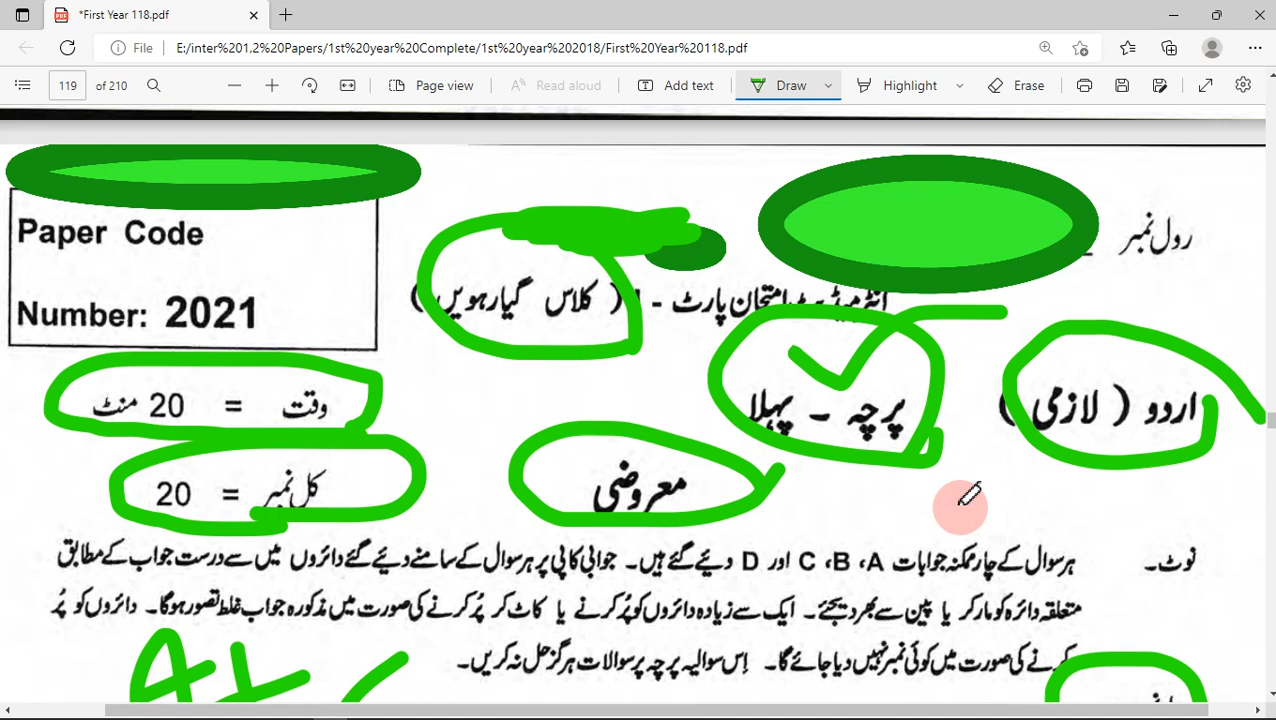 *First Year 118.pdf
File E:/inter%201,2%20Papers/1st%20year%20Complete/1st%20year%202018/First%20Year%20118.pdf
119 of 210 Page view Read aloud Add text Draw Highlight Erase
رول نمبر
Paper Code
Number: 2021
انٹرمیڈیٹ امتحان پارٹ - I ( کلاس گیارہویں )
اردو ( لازمی )
پرچہ - پہلا
وقت = 20 منٹ
معروضی
کل نمبر = 20
نوٹ۔ ہر سوال کے چار ممکنہ جوابات A ،B ،C اور D دیئے گئے ہیں۔ جوابی کاپی پر ہر سوال کے سامنے دیئے گئے دائروں میں سے درست جواب کے مطابق
متعلقہ دائرہ کو مارکر یا پین سے بھر دیجئے۔ ایک سے زیادہ دائروں کو پُر کرنے یا کاٹ کر پُر کرنے کی صورت میں مذکورہ جواب غلط تصور ہوگا۔ دائروں کو پُر
کرنے کی صورت میں کوئی نمبر نہیں دیا جائے گا۔ اِس سوالیہ پرچہ پر سوالات ہرگز حل نہ کریں۔
A+